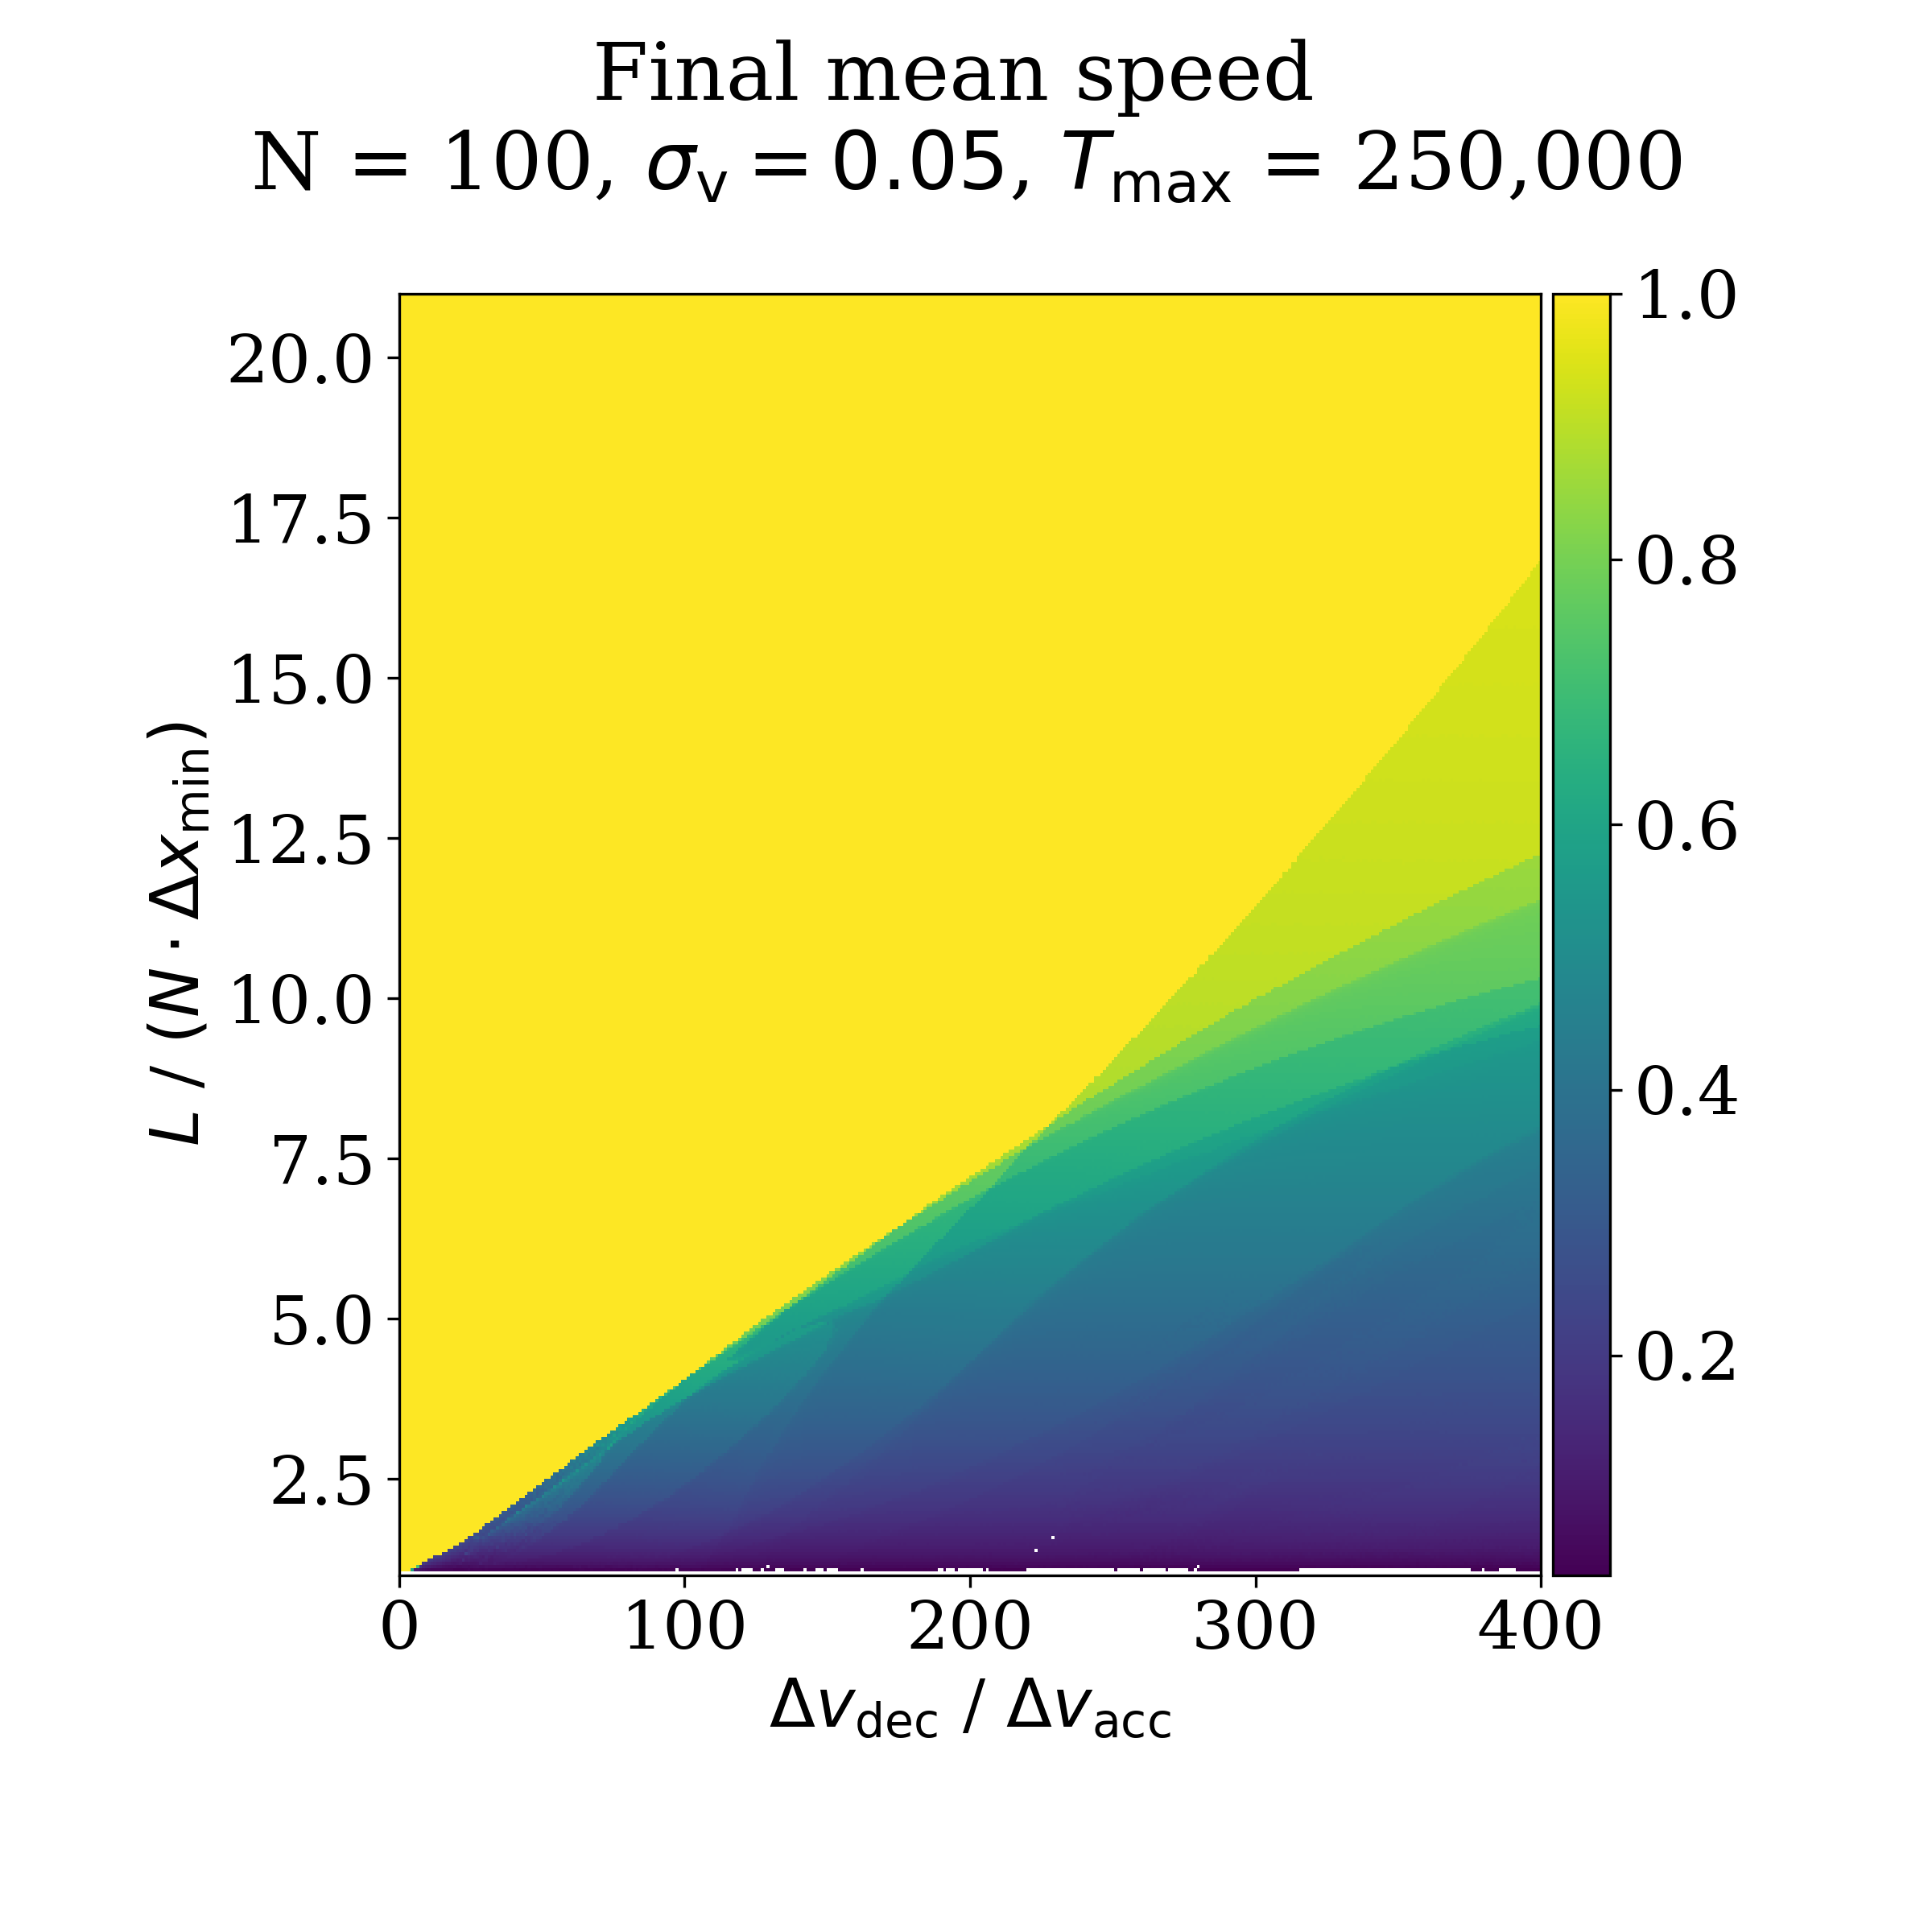 Final mean speed
N = 100, σv = 0.05, Tmax = 250,000
1.0
20.0
17.5
0.8
15.0
L / (N · Δxmin)
12.5
0.6
10.0
0.4
7.5
5.0
0.2
2.5
0 100 200 300 400
Δvdec / Δvacc